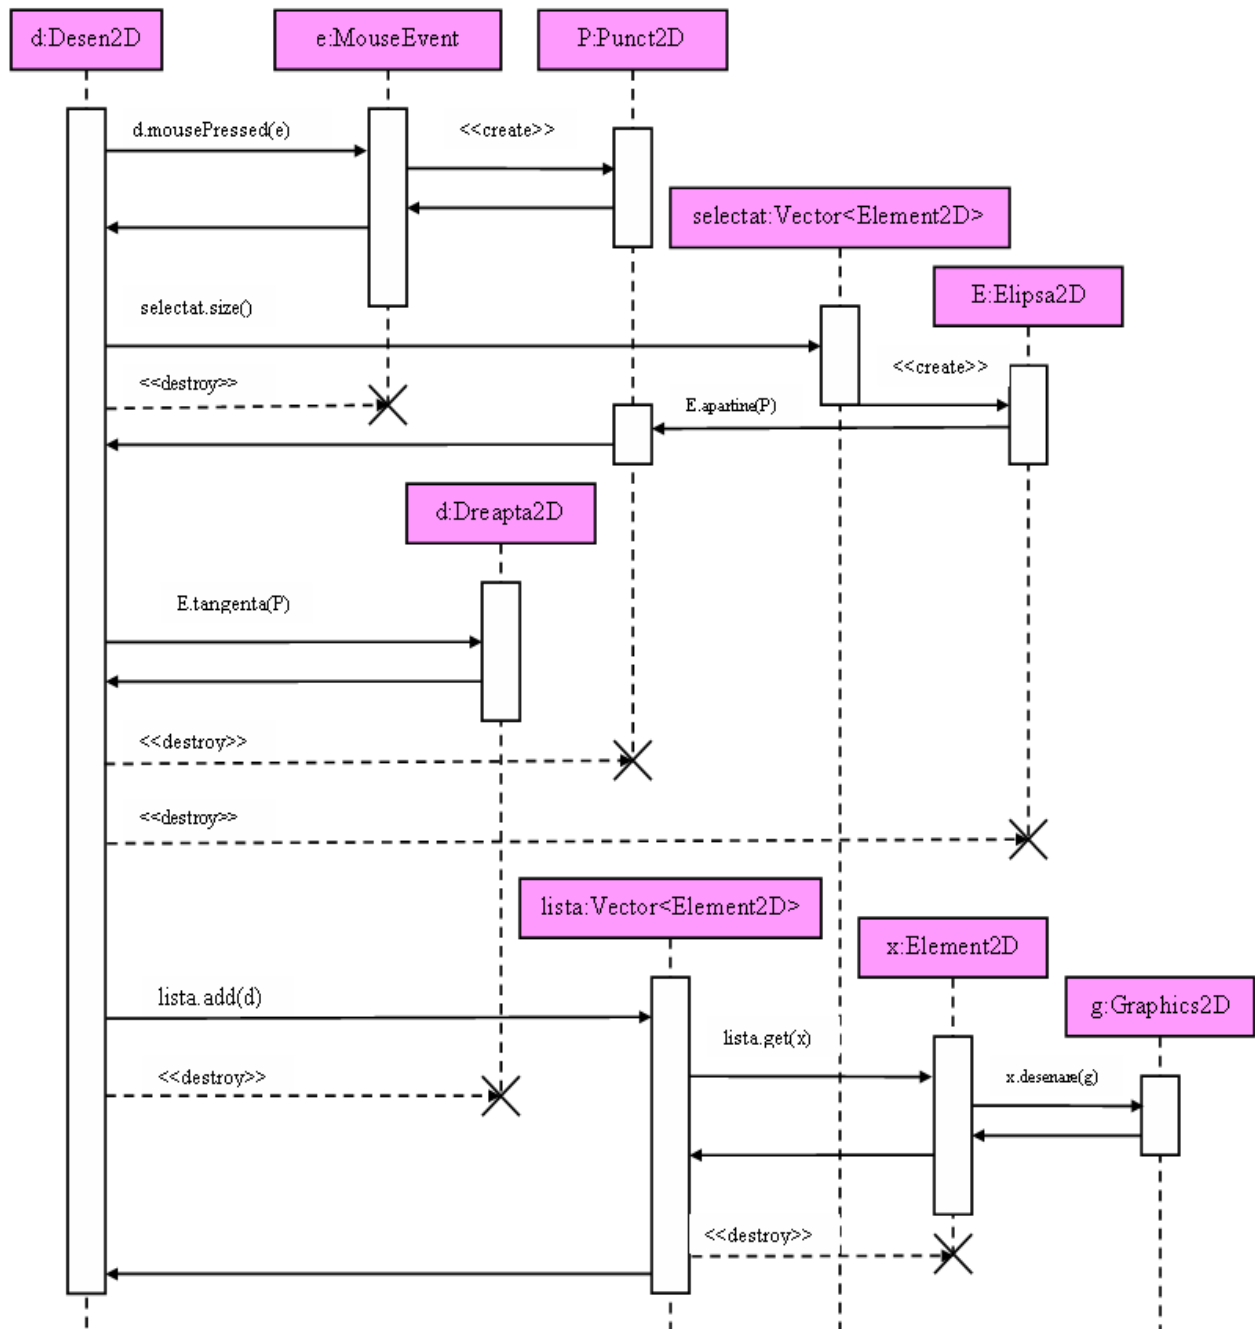 d:Desen2D
e:MouseEvent
P:Punct2D
d.mousePressed(e)
<<create>>
selectat:Vector<Element2D>
E:Elipsa2D
selectat.size()
<<create>>
<<destroy>>
E.apartine(P)
d:Dreapta2D
E.tangenta(P)
<<destroy>>
<<destroy>>
lista:Vector<Element2D>
x:Element2D
lista.add(d)
g:Graphics2D
lista.get(x)
<<destroy>>
x.desenare(g)
<<destroy>>